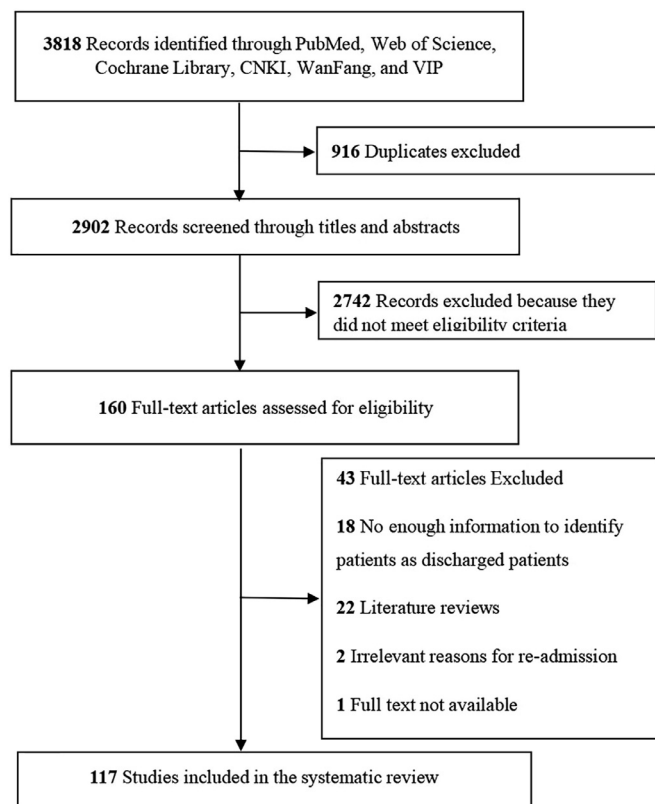 3818 Records identified through PubMed, Web of Science,
Cochrane Library, CNKI, WanFang, and VIP
916 Duplicates excluded
2902 Records screened through titles and abstracts
2742 Records excluded because they
did not meet eligibility criteria
160 Full-text articles assessed for eligibility
43 Full-text articles Excluded
18 No enough information to identify
patients as discharged patients
22 Literature reviews
2 Irrelevant reasons for re-admission
1 Full text not available
117 Studies included in the systematic review